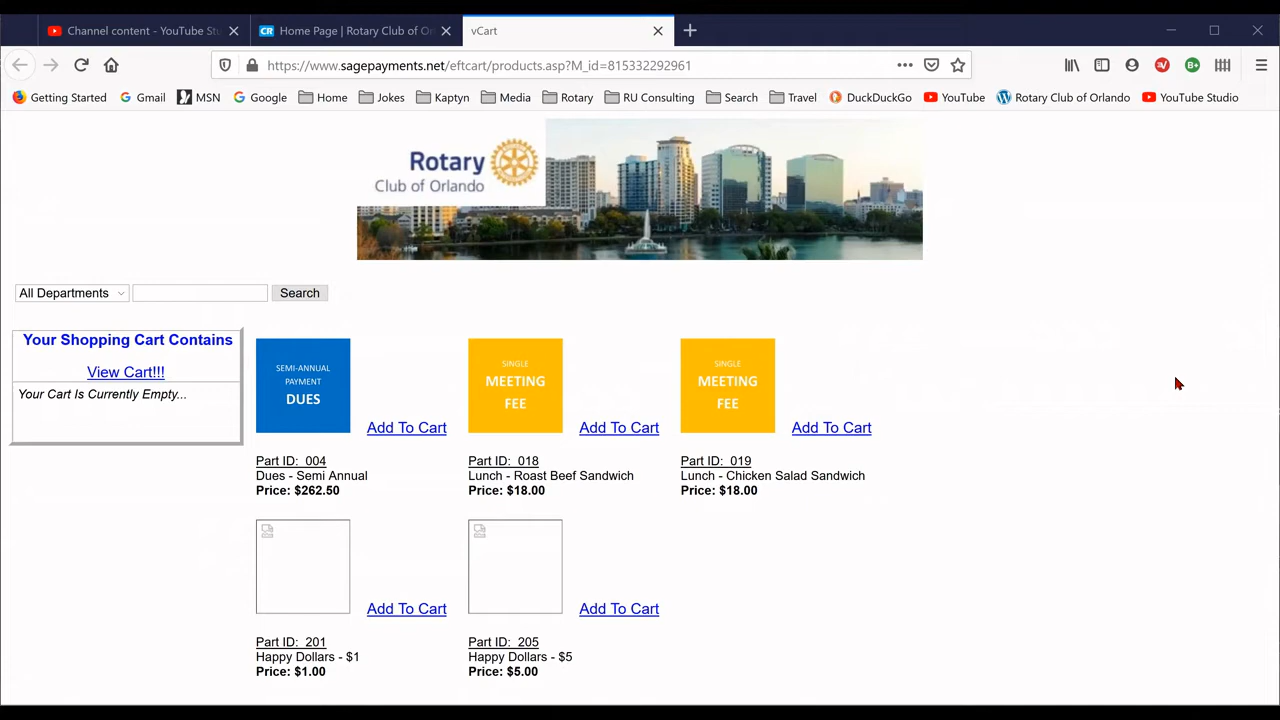 Channel content - YouTube Stu
Home Page | Rotary Club of Or
vCart
https://www.sagepayments.net/eftcart/products.asp?M_id=815332292961
Getting Started
Gmail
MSN
Google
Home
Jokes
Kaptyn
Media
Rotary
RU Consulting
Search
Travel
DuckDuckGo
YouTube
Rotary Club of Orlando
YouTube Studio
Rotary
Club of Orlando
All Departments
Search
Your Shopping Cart Contains
View Cart!!!
Your Cart Is Currently Empty...
SEMI-ANNUAL
PAYMENT
DUES
Add To Cart
Part ID: 004
Dues - Semi Annual
Price: $262.50
SINGLE
MEETING
FEE
Add To Cart
Part ID: 018
Lunch - Roast Beef Sandwich
Price: $18.00
SINGLE
MEETING
FEE
Add To Cart
Part ID: 019
Lunch - Chicken Salad Sandwich
Price: $18.00
Add To Cart
Part ID: 201
Happy Dollars - $1
Price: $1.00
Add To Cart
Part ID: 205
Happy Dollars - $5
Price: $5.00